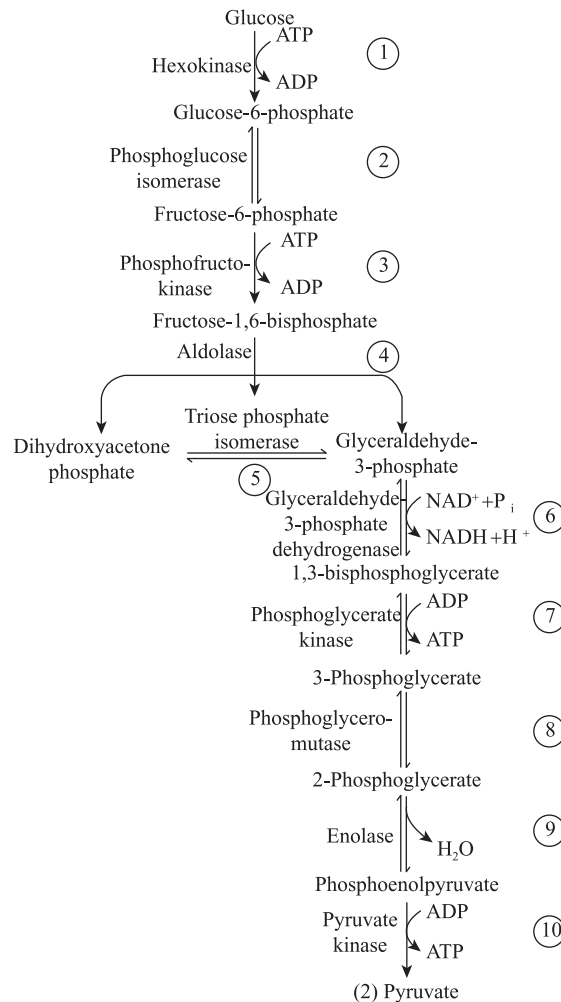 Glucose
ATP
1
Hexokinase
ADP
Glucose-6-phosphate
Phosphoglucose
isomerase
2
Fructose-6-phosphate
ATP
Phosphofructo-
kinase
3
ADP
Fructose-1,6-bisphosphate
Aldolase
4
Triose phosphate
isomerase
Dihydroxyacetone
phosphate
Glyceraldehyde-
3-phosphate
5
Glyceraldehyde
3-phosphate
dehydrogenase
NAD⁺+Pᵢ
6
NADH+H⁺
1,3-bisphosphoglycerate
ADP
Phosphoglycerate
kinase
7
ATP
3-Phosphoglycerate
Phosphoglycero-
mutase
8
2-Phosphoglycerate
Enolase
9
H₂O
Phosphoenolpyruvate
ADP
Pyruvate
kinase
10
ATP
(2) Pyruvate